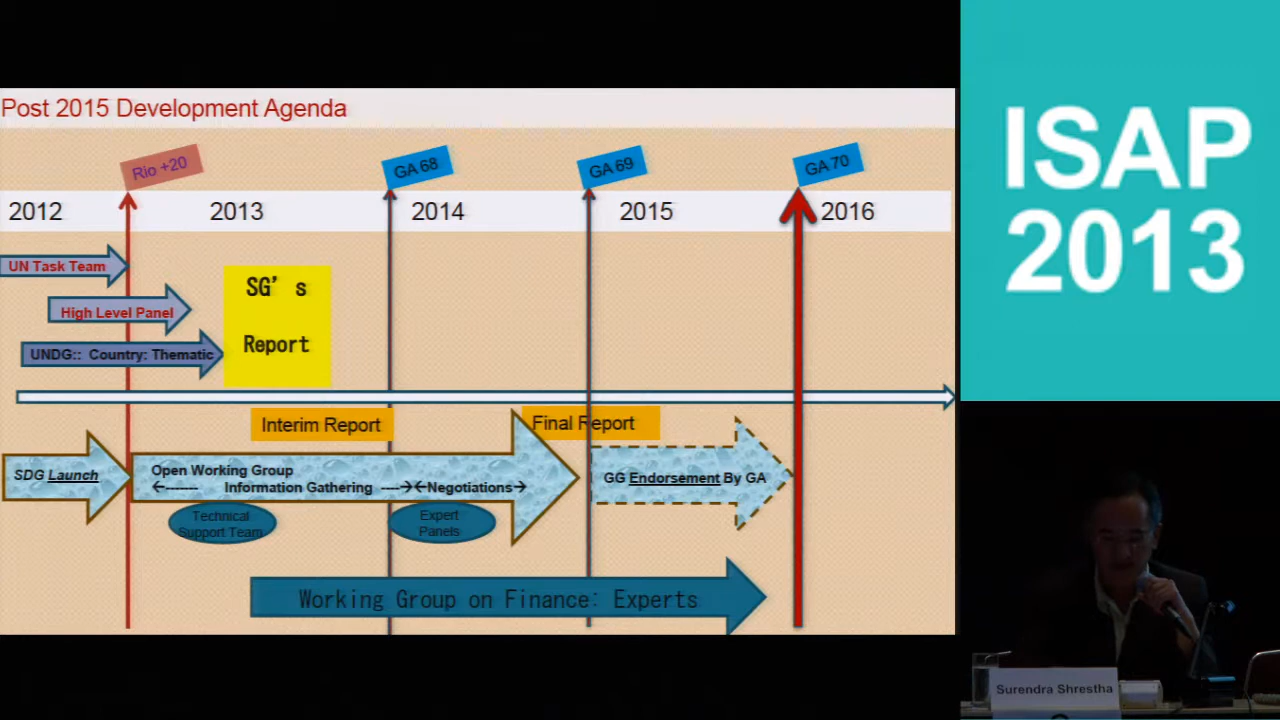 Post 2015 Development Agenda
Rio +20
GA 68
GA 69
GA 70
2012
2013
2014
2015
2016
UN Task Team
High Level Panel
UNDG:: Country: Thematic
SG's
Report
Interim Report
Final Report
SDG Launch
Open Working Group
←------- Information Gathering ----→←Negotiations→
GG Endorsement By GA
Technical
Support Team
Expert
Panels
Working Group on Finance: Experts
ISAP
2013
Surendra Shrestha